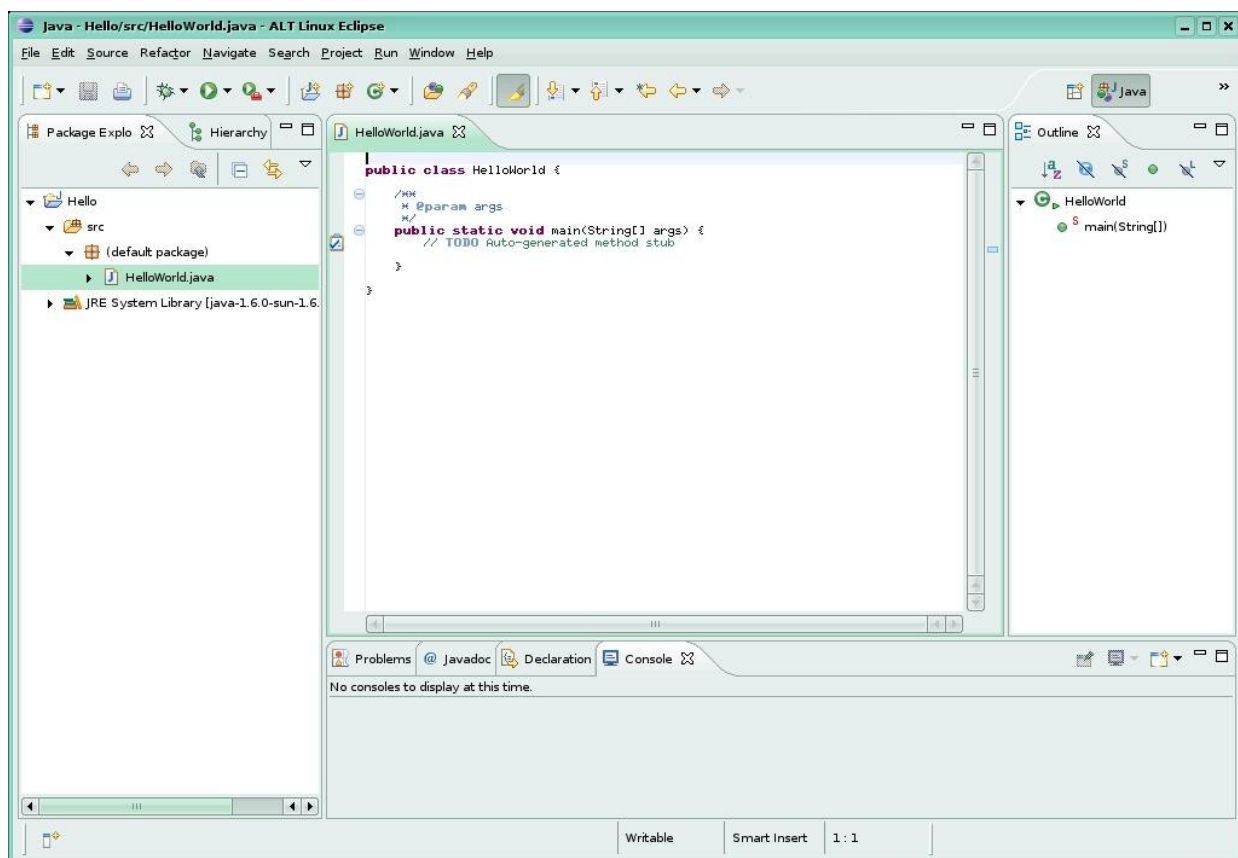 Java - Hello/src/HelloWorld.java - ALT Linux Eclipse
File Edit Source Refactor Navigate Search Project Run Window Help
Java
Package Explo
Hierarchy
Hello
src
(default package)
HelloWorld.java
JRE System Library [java-1.6.0-sun-1.6.
HelloWorld.java
public class HelloWorld {
/**
* @param args
*/
public static void main(String[] args) {
// TODO Auto-generated method stub
}
}
Outline
HelloWorld
main(String[])
Problems @ Javadoc Declaration Console
No consoles to display at this time.
Writable Smart Insert 1 : 1